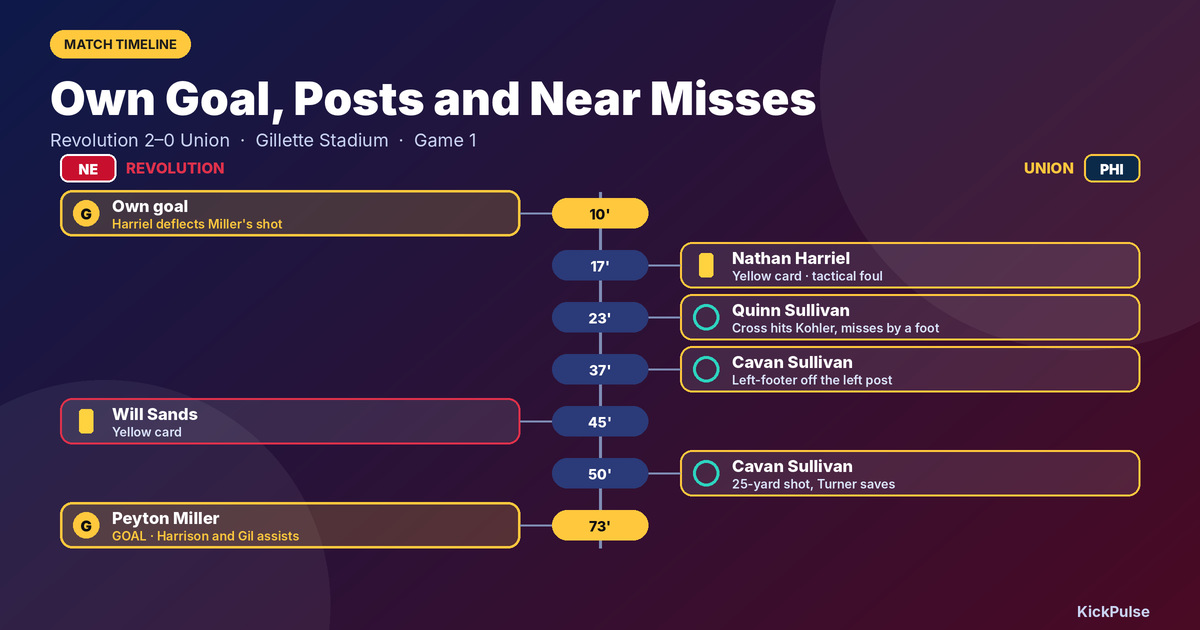 MATCH TIMELINE
Own Goal, Posts and Near Misses
Revolution 2–0 Union · Gillette Stadium · Game 1
NE REVOLUTION
UNION PHI
G Own goal
Harriel deflects Miller's shot
10'
17'
Nathan Harriel
Yellow card · tactical foul
23'
Quinn Sullivan
Cross hits Kohler, misses by a foot
37'
Cavan Sullivan
Left-footer off the left post
Will Sands
Yellow card
45'
50'
Cavan Sullivan
25-yard shot, Turner saves
G Peyton Miller
GOAL · Harrison and Gil assists
73'
KickPulse